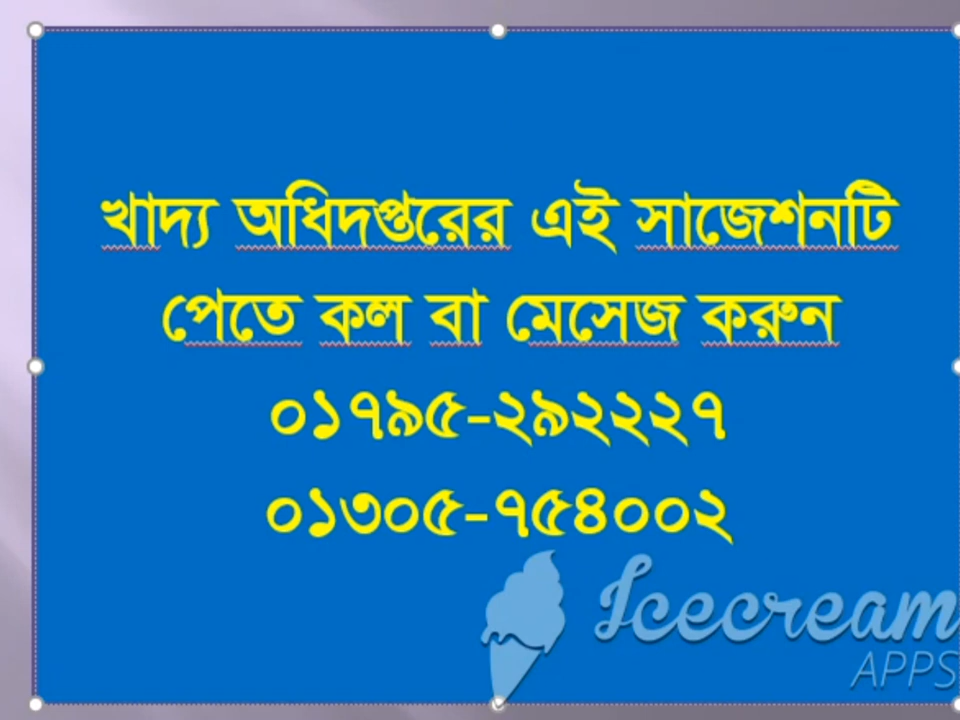 খাদ্য অধিদপ্তরের এই সাজেশনটি
পেতে কল বা মেসেজ করুন
০১৭৯৫-২৯২২২৭
০১৩০৫-৭৫৪০০২
Icecream
APPS